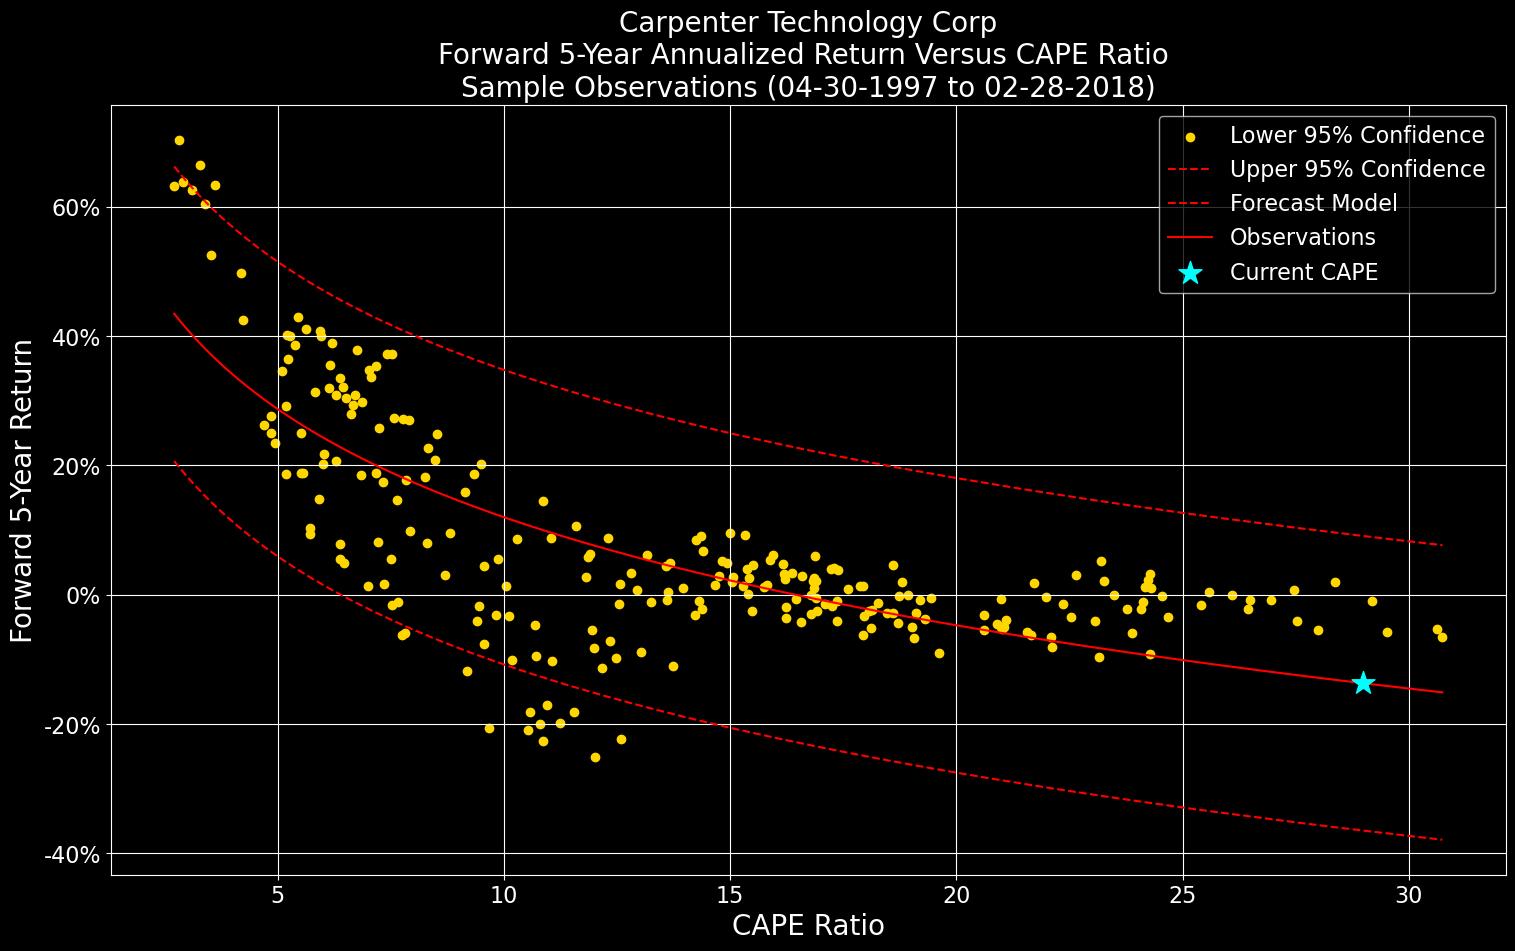 Carpenter Technology Corp
Forward 5-Year Annualized Return Versus CAPE Ratio
Sample Observations (04-30-1997 to 02-28-2018)
Lower 95% Confidence
Upper 95% Confidence
Forecast Model
Observations
Current CAPE
Forward 5-Year Return
60%
40%
20%
0%
-20%
-40%
5
10
15
20
25
30
CAPE Ratio